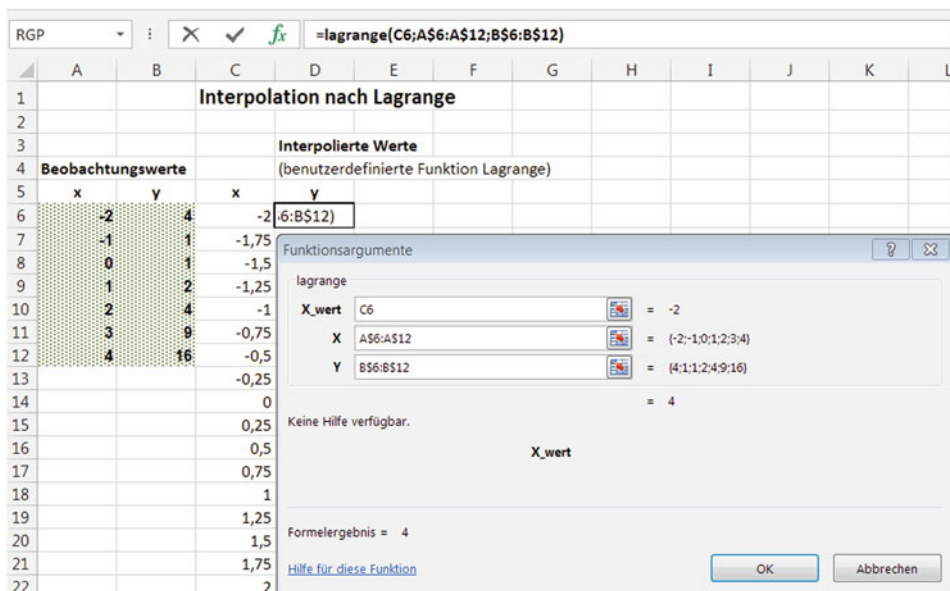 RGP fx =lagrange(C6;A$6:A$12;B$6:B$12)
A B C D E F G H I J K L
1 Interpolation nach Lagrange
2
3 Interpolierte Werte
4 Beobachtungswerte (benutzerdefinierte Funktion Lagrange)
5 x y x y
6 -2 4 -2 6:B$12)
7 -1 1 -1,75
8 0 1 -1,5
9 1 2 -1,25
10 2 4 -1
11 3 9 -0,75
12 4 16 -0,5
13 -0,25
14 0
15 0,25
16 0,5
17 0,75
18 1
19 1,25
20 1,5
21 1,75
22 2
Funktionsargumente ?
lagrange
X_wert C6 = -2
X A$6:A$12 = {-2;-1;0;1;2;3;4}
Y B$6:B$12 = {4;1;1;2;4;9;16}
= 4
Keine Hilfe verfügbar.
X_wert
Formelergebnis = 4
Hilfe für diese Funktion OK Abbrechen